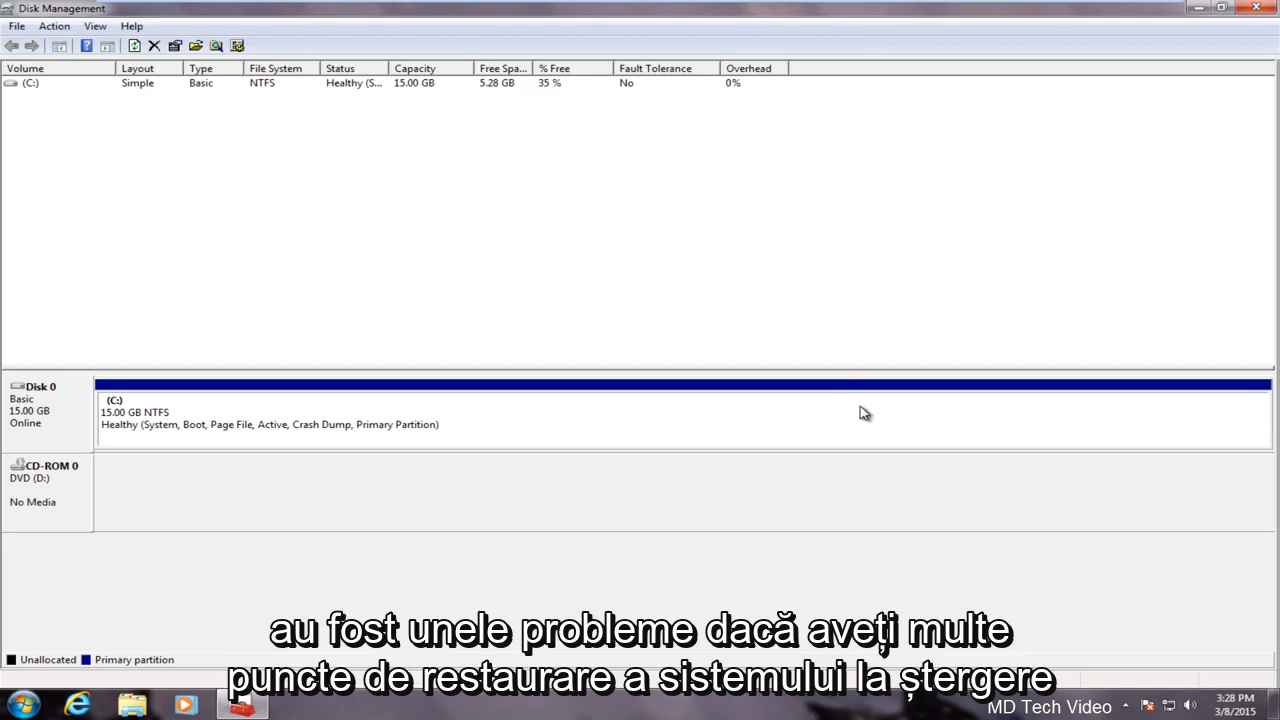 Disk Management
File Action View Help
Volume Layout Type File System Status Capacity Free Spa... % Free Fault Tolerance Overhead
(C:) Simple Basic NTFS Healthy (S... 15.00 GB 5.28 GB 35 % No 0%
Disk 0
Basic
15.00 GB
Online
(C:)
15.00 GB NTFS
Healthy (System, Boot, Page File, Active, Crash Dump, Primary Partition)
CD-ROM 0
DVD (D:)
No Media
au fost unele probleme dacă aveți multe
puncte de restaurare a sistemului la ștergere
Unallocated Primary partition
MD Tech Video
3:28 PM
3/8/2015